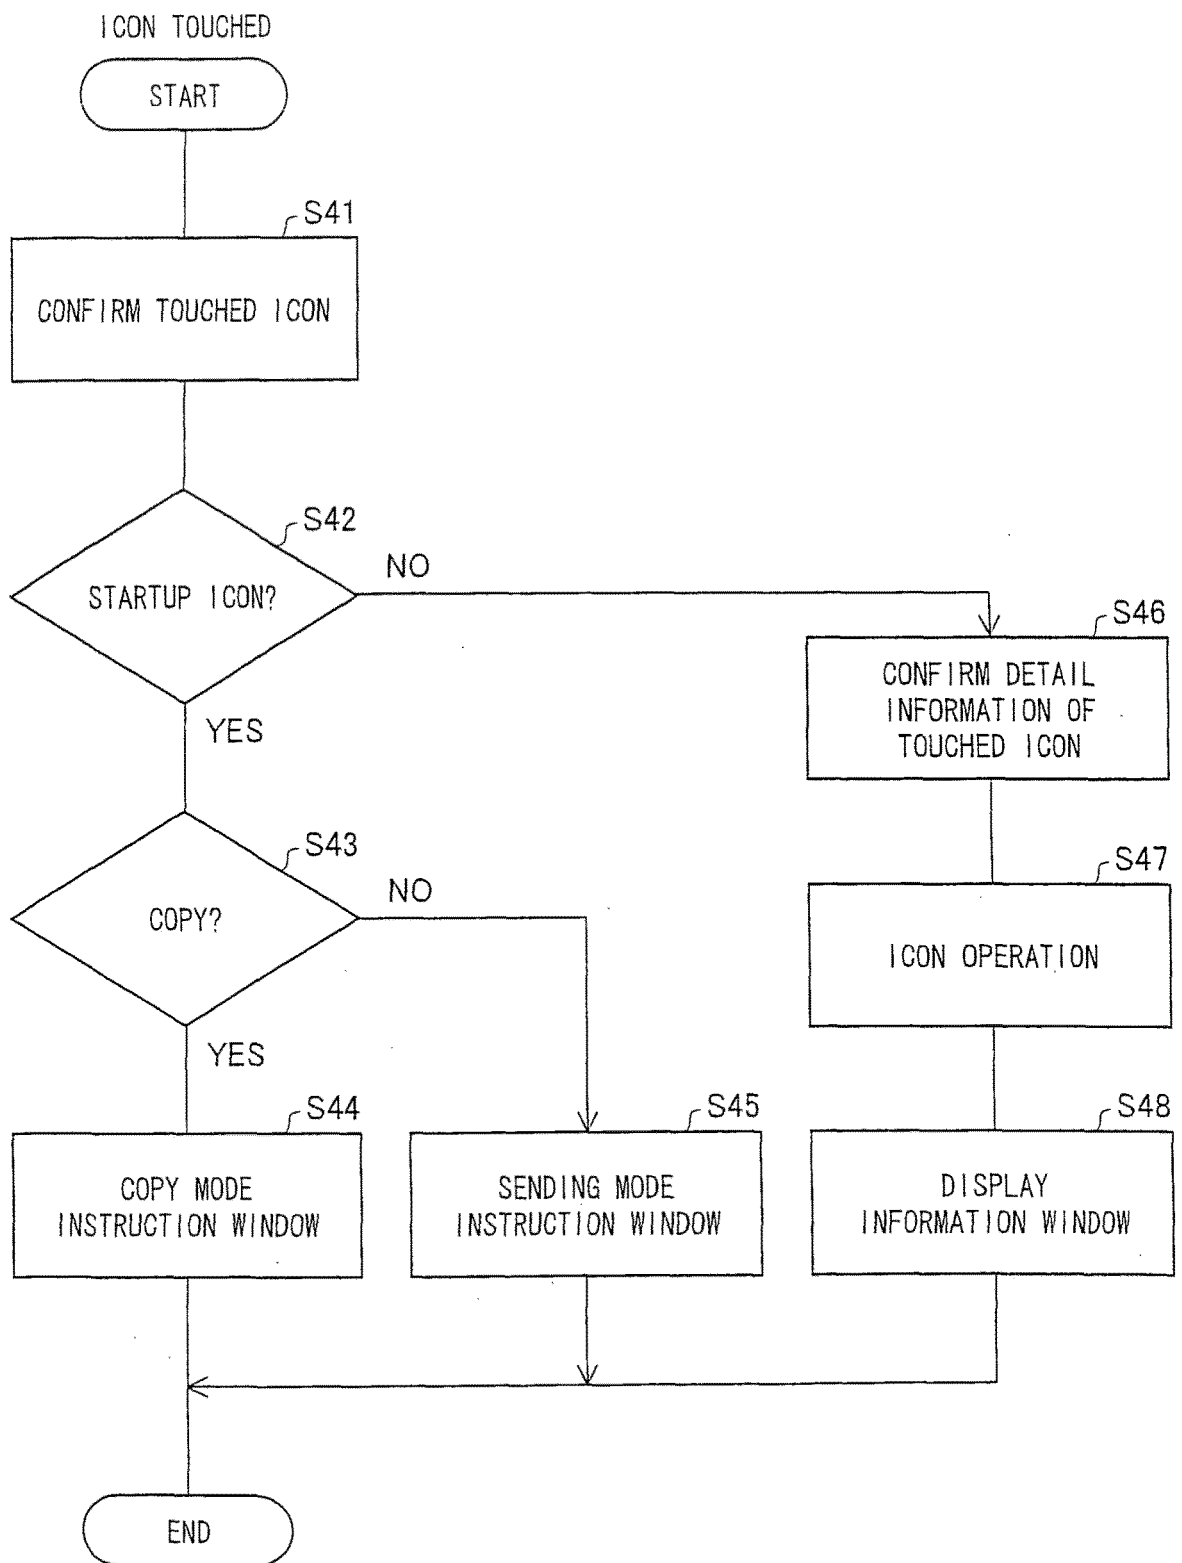 ICON TOUCHED
START
S41
CONFIRM TOUCHED ICON
S42
STARTUP ICON?
NO
YES
S46
CONFIRM DETAIL
INFORMATION OF
TOUCHED ICON
S43
COPY?
NO
YES
S47
ICON OPERATION
S44
COPY MODE
INSTRUCTION WINDOW
S45
SENDING MODE
INSTRUCTION WINDOW
S48
DISPLAY
INFORMATION WINDOW
END